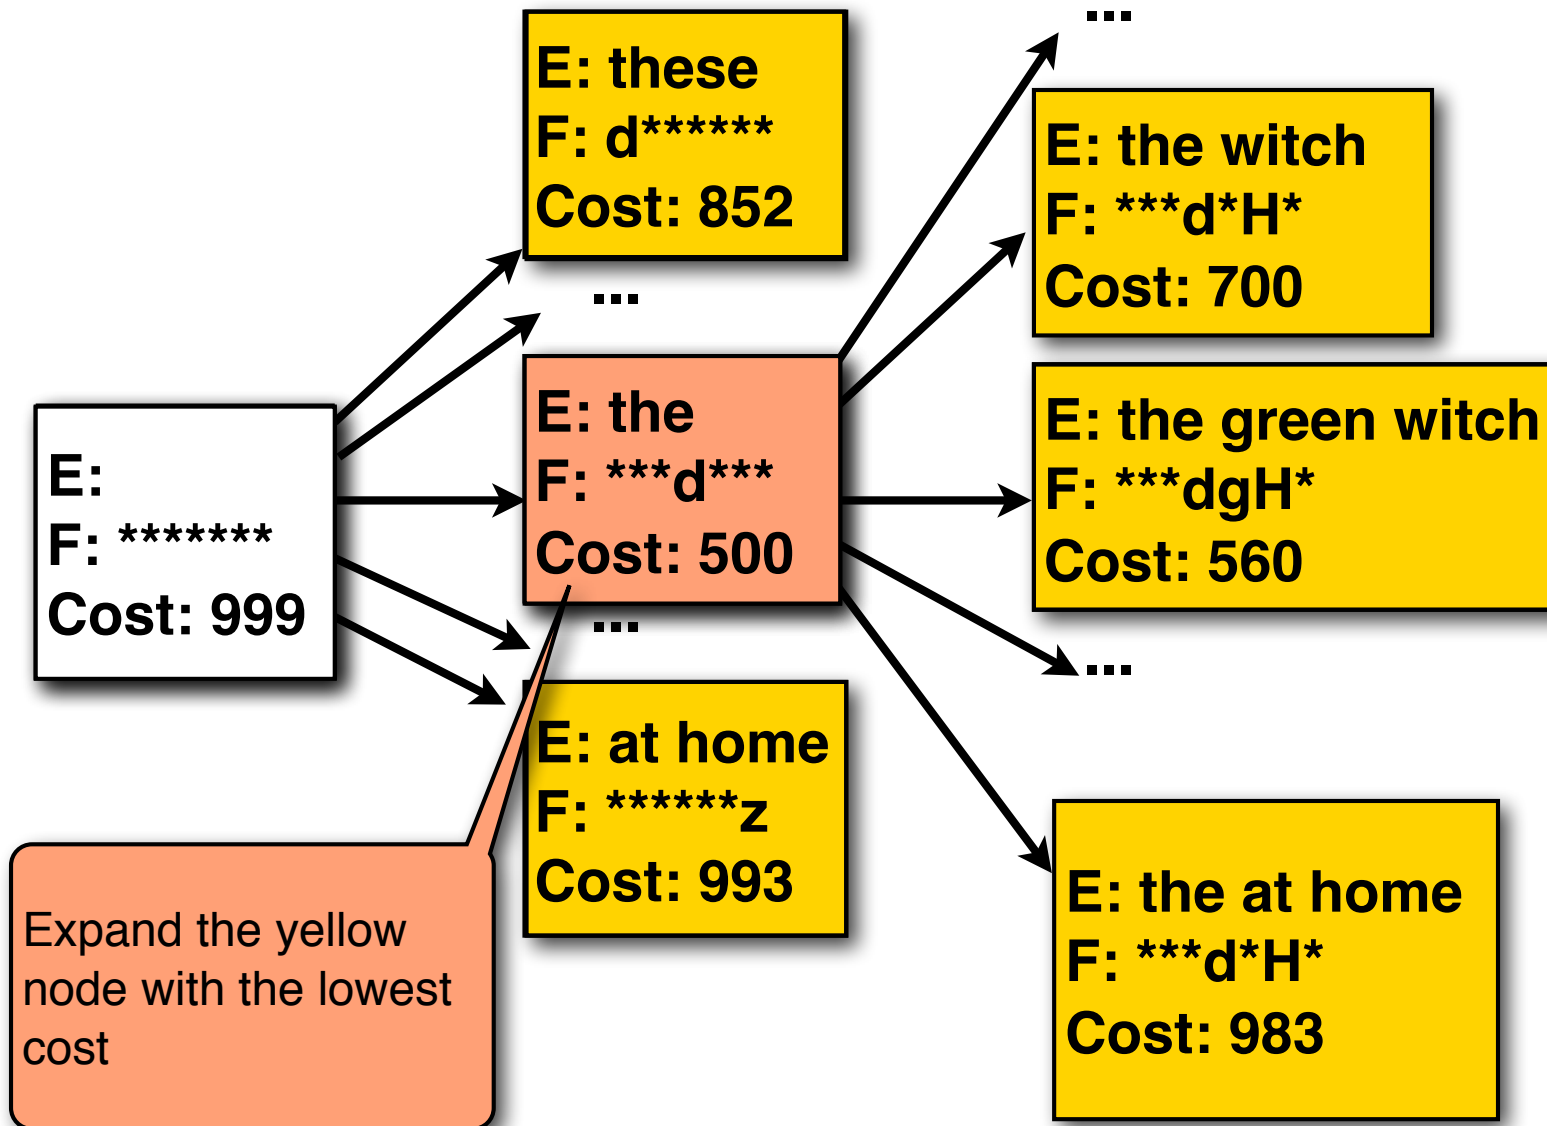 E:
F: *******
Cost: 999
E: these
F: d******
Cost: 852
...
E: the
F: ***d***
Cost: 500
...
E: at home
F: ******z
Cost: 993
Expand the yellow
node with the lowest
cost
...
E: the witch
F: ***d*H*
Cost: 700
E: the green witch
F: ***dgH*
Cost: 560
...
E: the at home
F: ***d*H*
Cost: 983